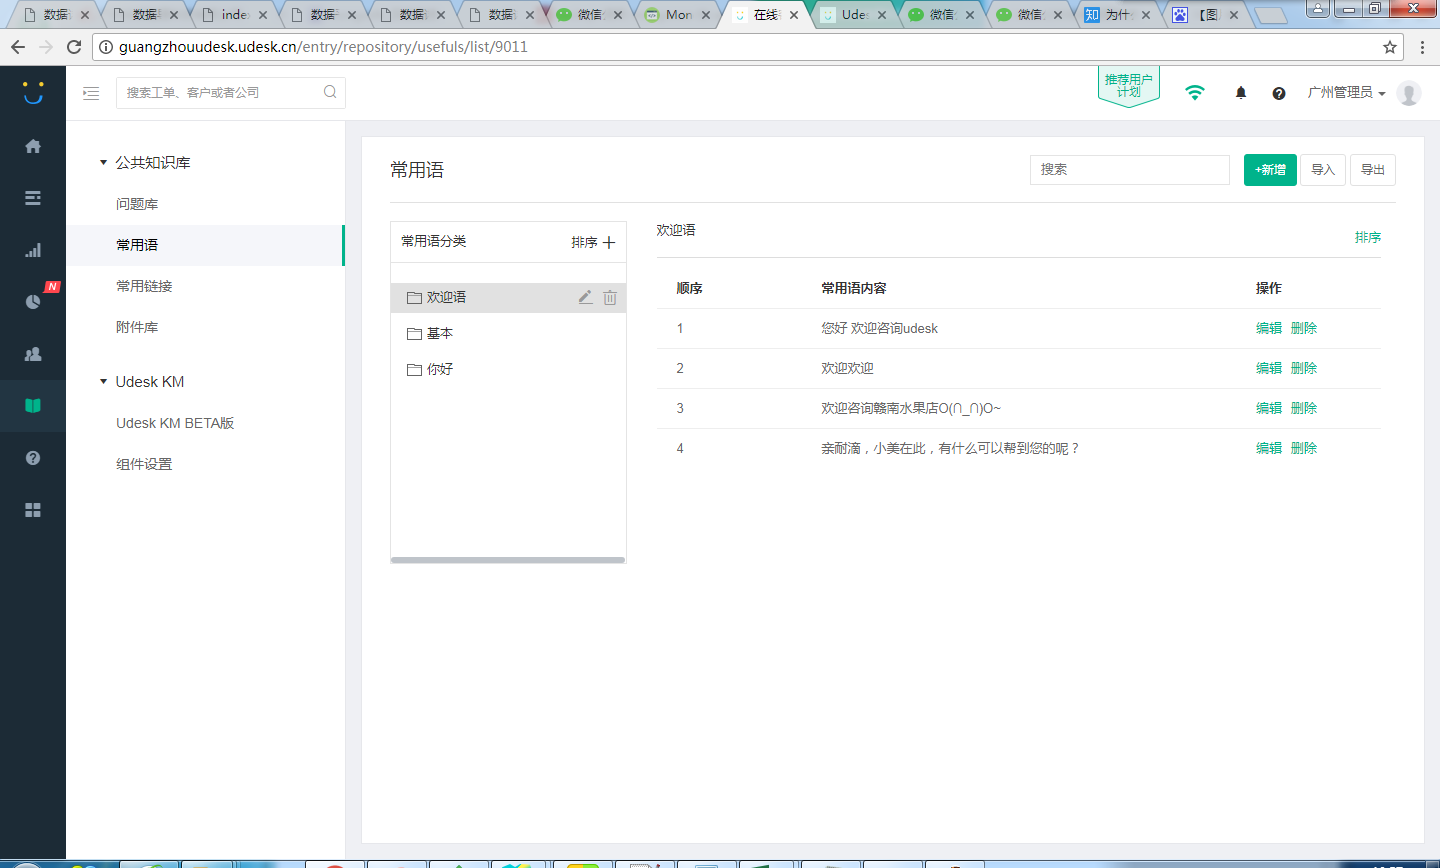 数据
数据
index
数据
数据
数据
微信
Mon
在线
Udes
微信
微信
为什
【图
guangzhouudesk.udesk.cn/entry/repository/usefuls/list/9011
搜索工单、客户或者公司
推荐用户
计划
广州管理员
N
公共知识库
问题库
常用语
常用链接
附件库
Udesk KM
Udesk KM BETA版
组件设置
常用语
搜索
+新增
导入
导出
常用语分类
排序
欢迎语
基本
你好
欢迎语
排序
顺序 常用语内容 操作
1 您好 欢迎咨询udesk 编辑 删除
2 欢迎欢迎 编辑 删除
3 欢迎咨询赣南水果店O(∩_∩)O~ 编辑 删除
4 亲耐滴，小美在此，有什么可以帮到您的呢？ 编辑 删除